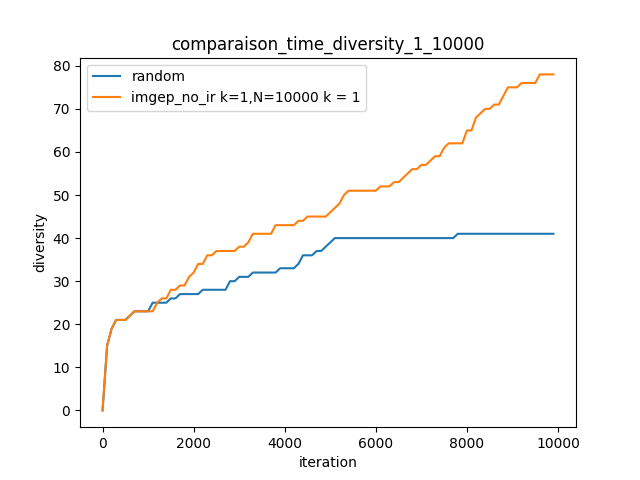 comparaison_time_diversity_1_10000
random
imgep_no_ir k=1,N=10000 k = 1
80
70
60
50
40
30
20
10
0
diversity
0 2000 4000 6000 8000 10000
iteration